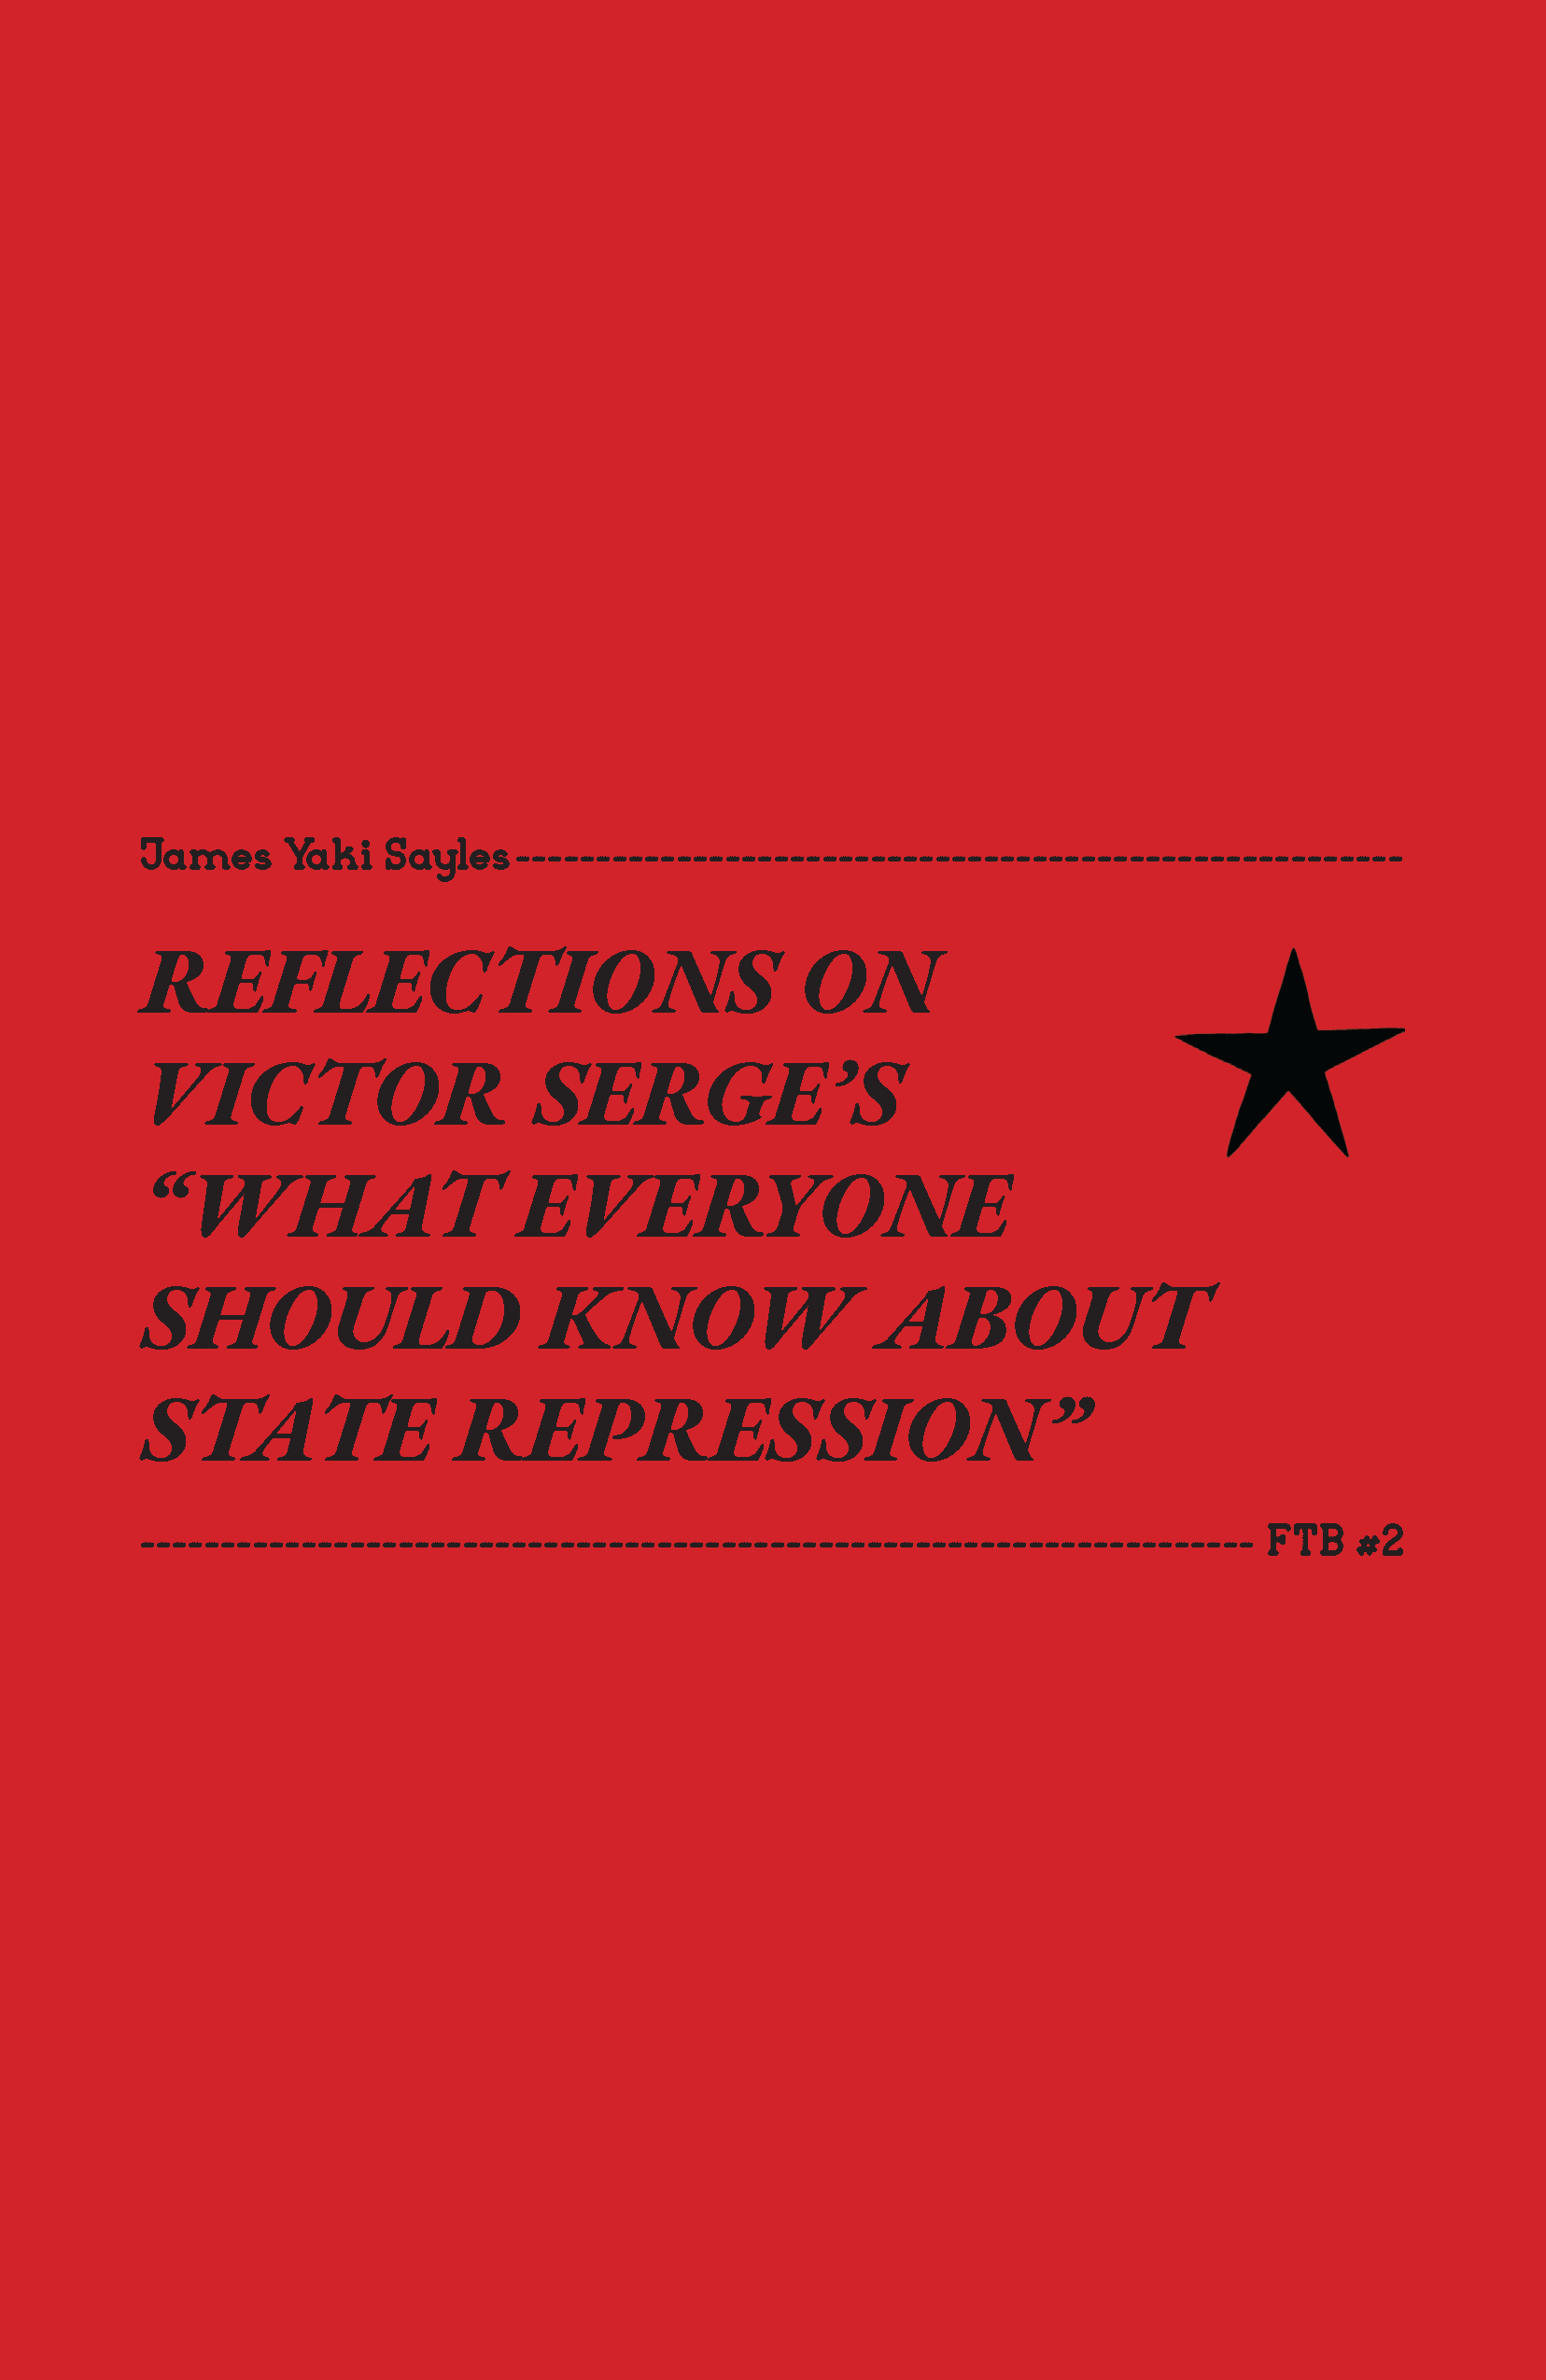 James Yaki Sayles
REFLECTIONS ON
VICTOR SERGE’S
“WHAT EVERYONE
SHOULD KNOW ABOUT
STATE REPRESSION”
FTB #2